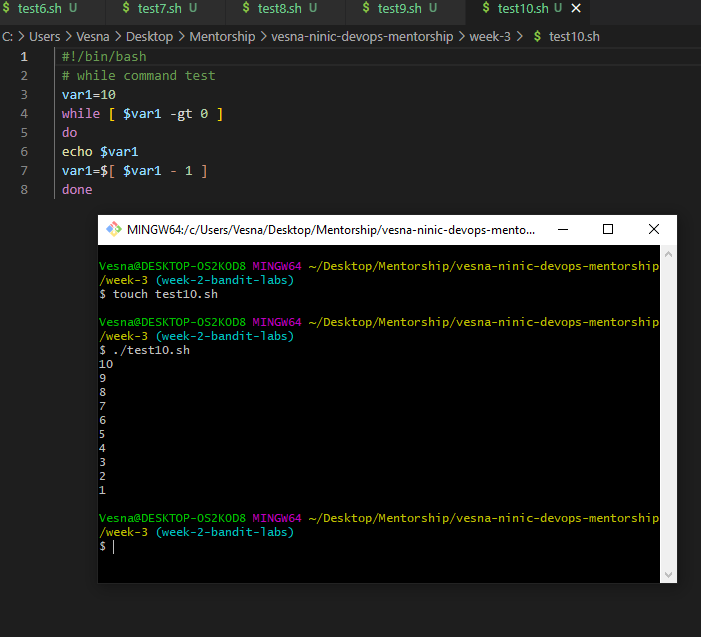 $ test6.sh U $ test7.sh U $ test8.sh U $ test9.sh U $ test10.sh U ✕
C: > Users > Vesna > Desktop > Mentorship > vesna-ninic-devops-mentorship > week-3 > $ test10.sh
1 #!/bin/bash
2 # while command test
3 var1=10
4 while [ $var1 -gt 0 ]
5 do
6 echo $var1
7 var1=$[ $var1 - 1 ]
8 done
MINGW64:/c/Users/Vesna/Desktop/Mentorship/vesna-ninic-devops-mento...
Vesna@DESKTOP-OS2KOD8 MINGW64 ~/Desktop/Mentorship/vesna-ninic-devops-mentorship
/week-3 (week-2-bandit-labs)
$ touch test10.sh
Vesna@DESKTOP-OS2KOD8 MINGW64 ~/Desktop/Mentorship/vesna-ninic-devops-mentorship
/week-3 (week-2-bandit-labs)
$ ./test10.sh
10
9
8
7
6
5
4
3
2
1
Vesna@DESKTOP-OS2KOD8 MINGW64 ~/Desktop/Mentorship/vesna-ninic-devops-mentorship
/week-3 (week-2-bandit-labs)
$